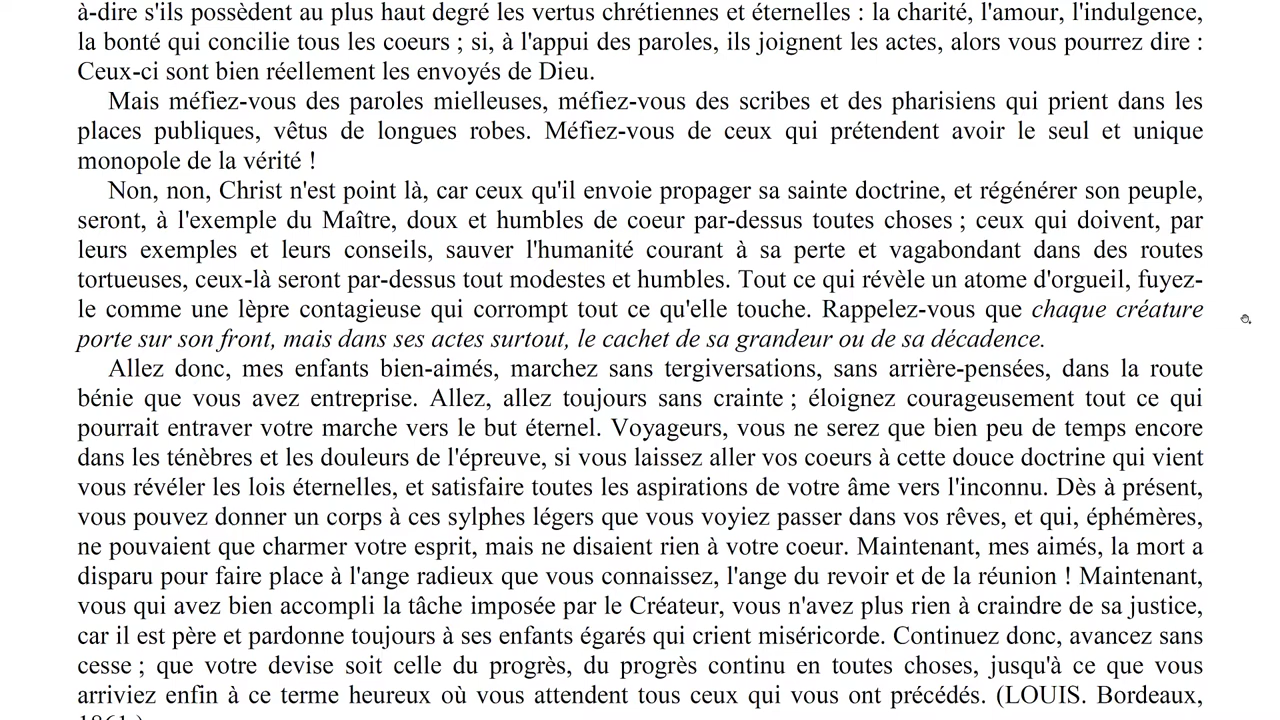 à-dire s'ils possèdent au plus haut degré les vertus chrétiennes et éternelles : la charité, l'amour, l'indulgence,
la bonté qui concilie tous les coeurs ; si, à l'appui des paroles, ils joignent les actes, alors vous pourrez dire :
Ceux-ci sont bien réellement les envoyés de Dieu.
Mais méfiez-vous des paroles mielleuses, méfiez-vous des scribes et des pharisiens qui prient dans les
places publiques, vêtus de longues robes. Méfiez-vous de ceux qui prétendent avoir le seul et unique
monopole de la vérité !
Non, non, Christ n'est point là, car ceux qu'il envoie propager sa sainte doctrine, et régénérer son peuple,
seront, à l'exemple du Maître, doux et humbles de coeur par-dessus toutes choses ; ceux qui doivent, par
leurs exemples et leurs conseils, sauver l'humanité courant à sa perte et vagabondant dans des routes
tortueuses, ceux-là seront par-dessus tout modestes et humbles. Tout ce qui révèle un atome d'orgueil, fuyez-
le comme une lèpre contagieuse qui corrompt tout ce qu'elle touche. Rappelez-vous que chaque créature
porte sur son front, mais dans ses actes surtout, le cachet de sa grandeur ou de sa décadence.
Allez donc, mes enfants bien-aimés, marchez sans tergiversations, sans arrière-pensées, dans la route
bénie que vous avez entreprise. Allez, allez toujours sans crainte ; éloignez courageusement tout ce qui
pourrait entraver votre marche vers le but éternel. Voyageurs, vous ne serez que bien peu de temps encore
dans les ténèbres et les douleurs de l'épreuve, si vous laissez aller vos coeurs à cette douce doctrine qui vient
vous révéler les lois éternelles, et satisfaire toutes les aspirations de votre âme vers l'inconnu. Dès à présent,
vous pouvez donner un corps à ces sylphes légers que vous voyiez passer dans vos rêves, et qui, éphémères,
ne pouvaient que charmer votre esprit, mais ne disaient rien à votre coeur. Maintenant, mes aimés, la mort a
disparu pour faire place à l'ange radieux que vous connaissez, l'ange du revoir et de la réunion ! Maintenant,
vous qui avez bien accompli la tâche imposée par le Créateur, vous n'avez plus rien à craindre de sa justice,
car il est père et pardonne toujours à ses enfants égarés qui crient miséricorde. Continuez donc, avancez sans
cesse ; que votre devise soit celle du progrès, du progrès continu en toutes choses, jusqu'à ce que vous
arriviez enfin à ce terme heureux où vous attendent tous ceux qui vous ont précédés. (LOUIS. Bordeaux,
1861.)